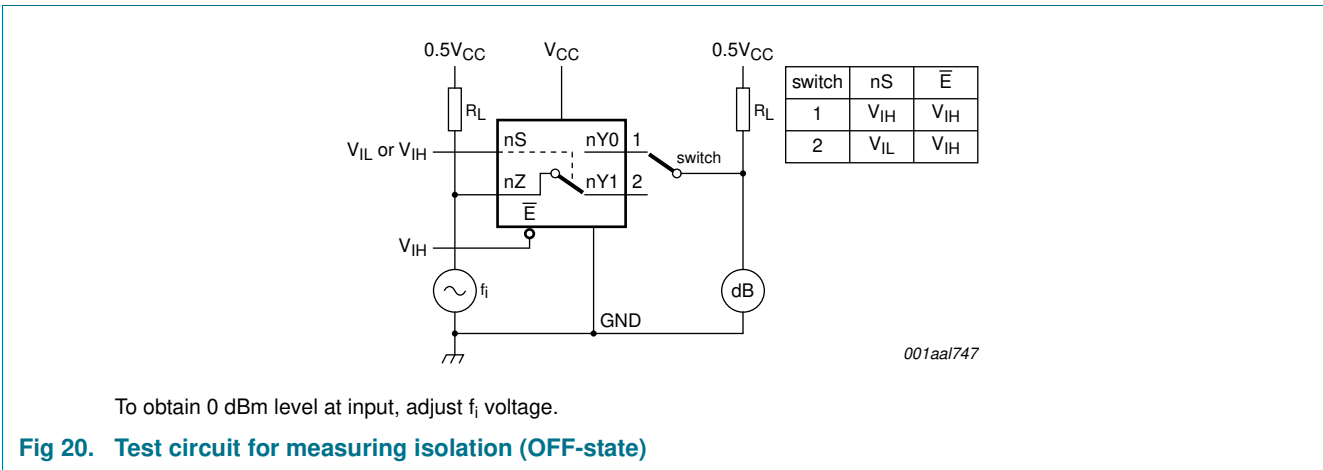 0.5VCC VCC 0.5VCC
RL RL
switch nS E̅
1 VIH VIH
2 VIL VIH
VIL or VIH nS nY0 1 switch
nZ nY1 2
E̅
VIH
fi dB
GND
001aal747
To obtain 0 dBm level at input, adjust fi voltage.
Fig 20. Test circuit for measuring isolation (OFF-state)